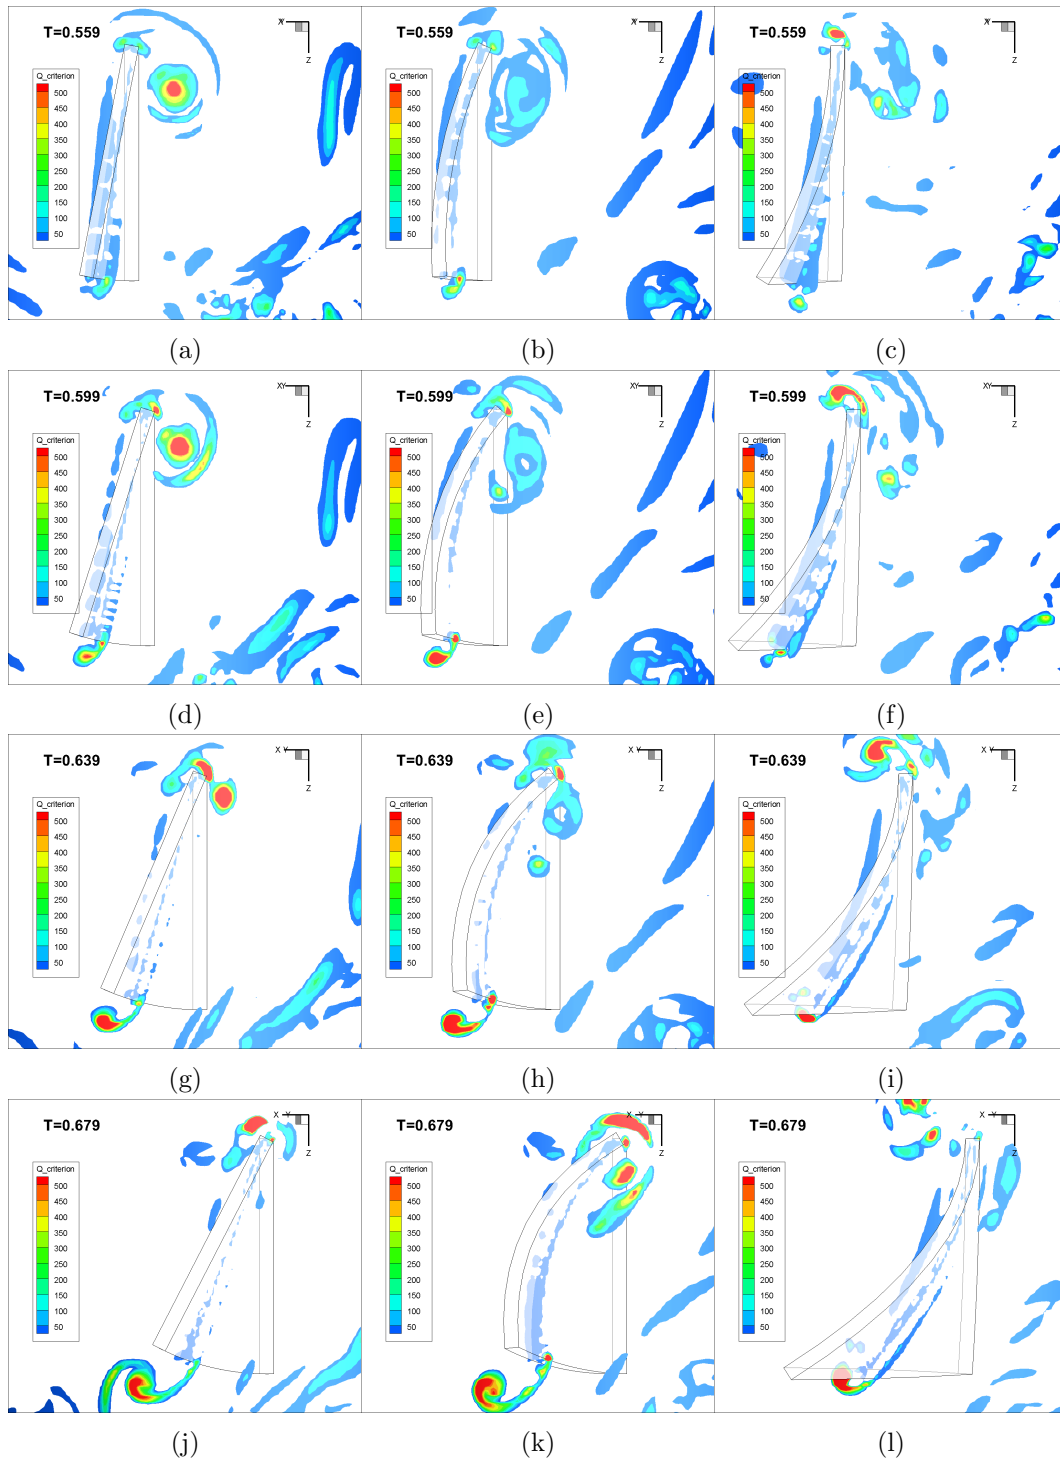 T=0.559
X Y
Z
Q_criterion
500
450
400
350
300
250
200
150
100
50
T=0.559
X Y
Z
Q_criterion
500
450
400
350
300
250
200
150
100
50
T=0.559
X Y
Z
Q_criterion
500
450
400
350
300
250
200
150
100
50
(a)
(b)
(c)
T=0.599
XY
Z
Q_criterion
500
450
400
350
300
250
200
150
100
50
T=0.599
XY
Z
Q_criterion
500
450
400
350
300
250
200
150
100
50
T=0.599
XY
Z
Q_criterion
500
450
400
350
300
250
200
150
100
50
(d)
(e)
(f)
T=0.639
X Y
Z
Q_criterion
500
450
400
350
300
250
200
150
100
50
T=0.639
X Y
Z
Q_criterion
500
450
400
350
300
250
200
150
100
50
T=0.639
X Y
Z
Q_criterion
500
450
400
350
300
250
200
150
100
50
(g)
(h)
(i)
T=0.679
X Y
Z
Q_criterion
500
450
400
350
300
250
200
150
100
50
T=0.679
X Y
Z
Q_criterion
500
450
400
350
300
250
200
150
100
50
T=0.679
X Y
Z
Q_criterion
500
450
400
350
300
250
200
150
100
50
(j)
(k)
(l)